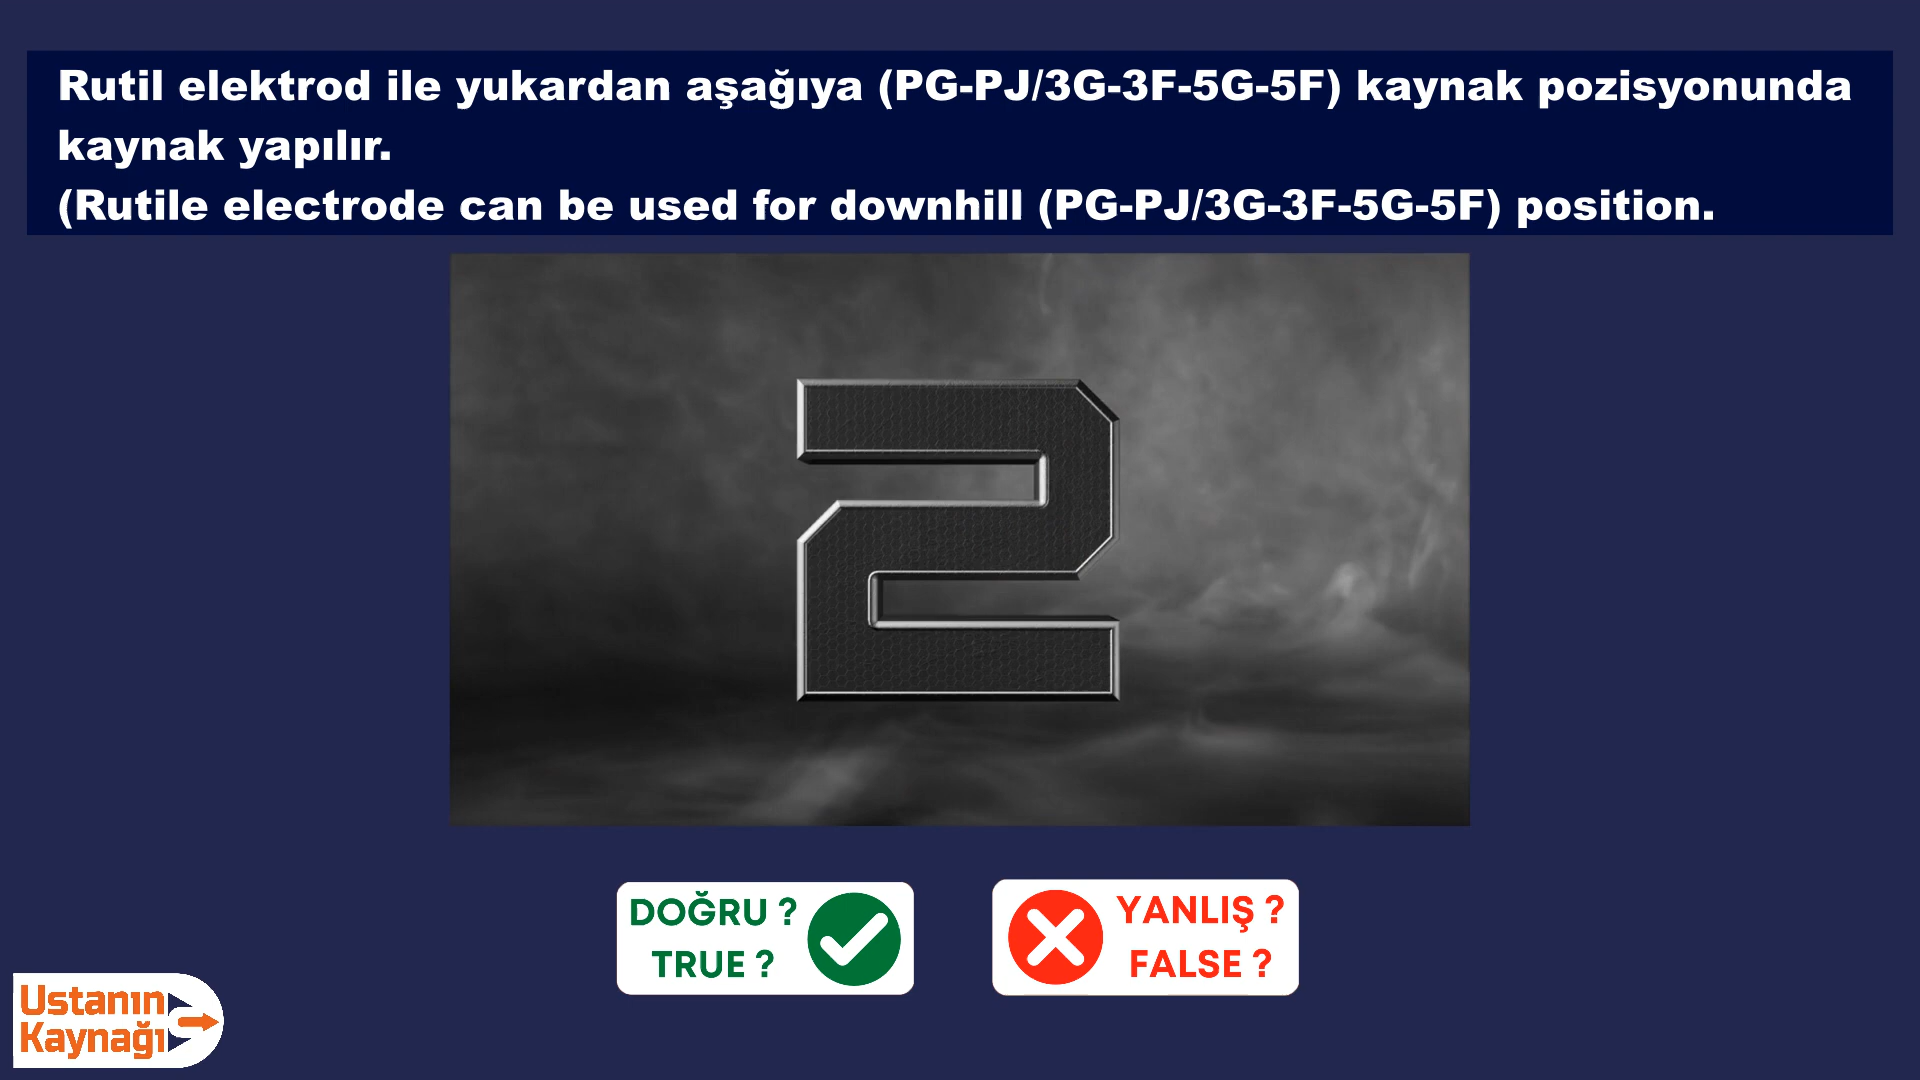 Rutil elektrod ile yukardan aşağıya (PG-PJ/3G-3F-5G-5F) kaynak pozisyonunda
kaynak yapılır.
(Rutile electrode can be used for downhill (PG-PJ/3G-3F-5G-5F) position.
2
DOĞRU ?
TRUE ?
YANLIŞ ?
FALSE ?
Ustanın
Kaynağı